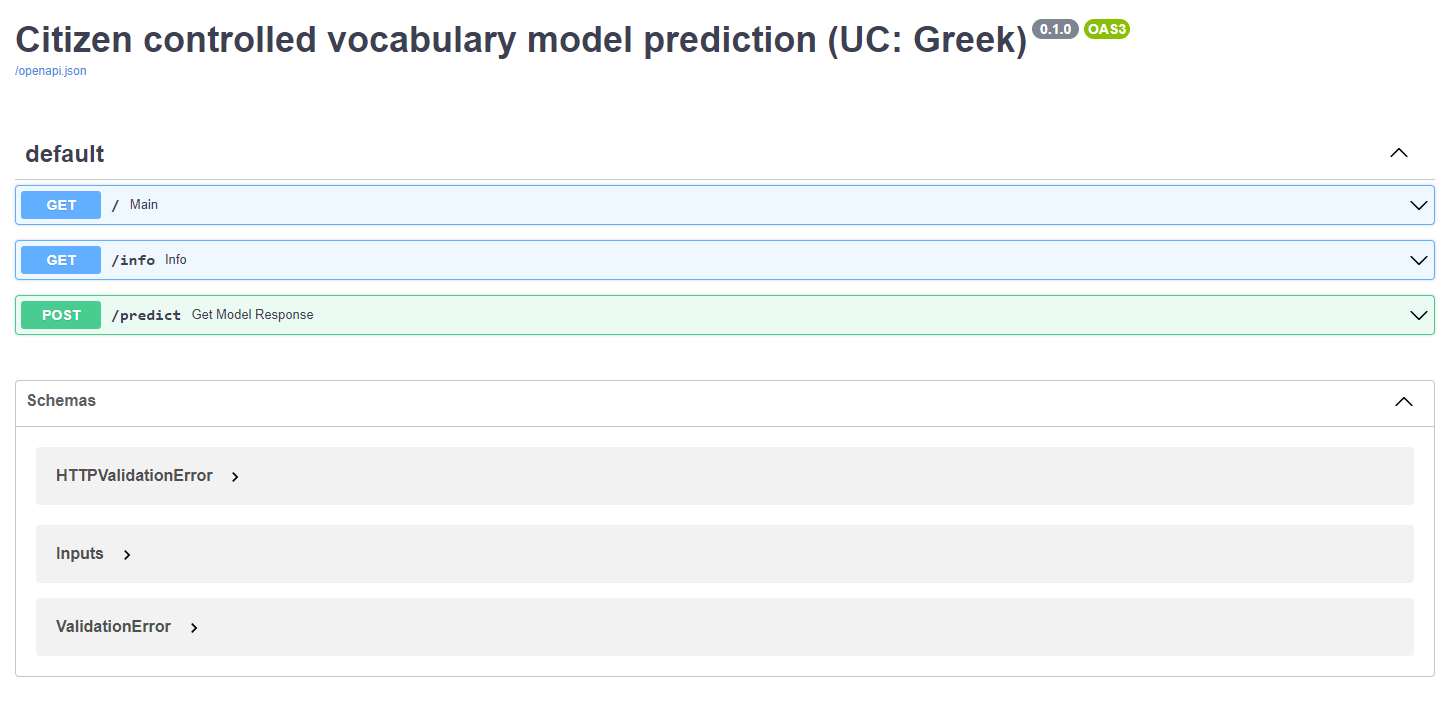 Citizen controlled vocabulary model prediction (UC: Greek) 0.1.0 OAS3
/openapi.json
default
GET / Main
GET /info Info
POST /predict Get Model Response
Schemas
HTTPValidationError
Inputs
ValidationError